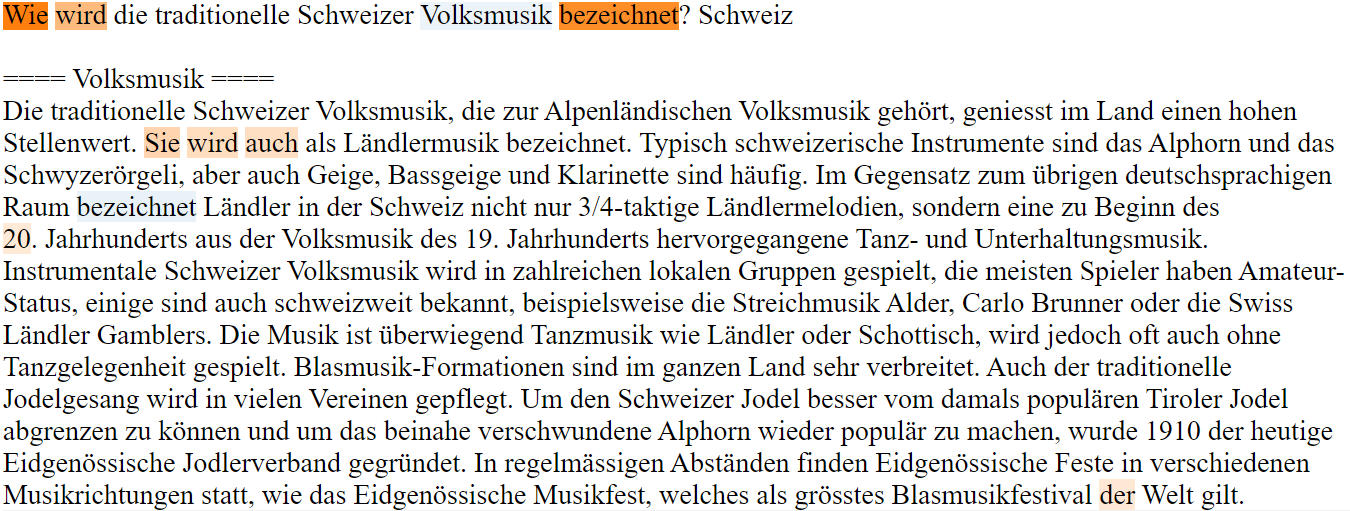 Wie wird die traditionelle Schweizer Volksmusik bezeichnet? Schweiz
==== Volksmusik ====
Die traditionelle Schweizer Volksmusik, die zur Alpenländischen Volksmusik gehört, geniesst im Land einen hohen
Stellenwert. Sie wird auch als Ländlermusik bezeichnet. Typisch schweizerische Instrumente sind das Alphorn und das
Schwyzerörgeli, aber auch Geige, Bassgeige und Klarinette sind häufig. Im Gegensatz zum übrigen deutschsprachigen
Raum bezeichnet Ländler in der Schweiz nicht nur 3/4-taktige Ländlermelodien, sondern eine zu Beginn des
20. Jahrhunderts aus der Volksmusik des 19. Jahrhunderts hervorgegangene Tanz- und Unterhaltungsmusik.
Instrumentale Schweizer Volksmusik wird in zahlreichen lokalen Gruppen gespielt, die meisten Spieler haben Amateur-
Status, einige sind auch schweizweit bekannt, beispielsweise die Streichmusik Alder, Carlo Brunner oder die Swiss
Ländler Gamblers. Die Musik ist überwiegend Tanzmusik wie Ländler oder Schottisch, wird jedoch oft auch ohne
Tanzgelegenheit gespielt. Blasmusik-Formationen sind im ganzen Land sehr verbreitet. Auch der traditionelle
Jodelgesang wird in vielen Vereinen gepflegt. Um den Schweizer Jodel besser vom damals populären Tiroler Jodel
abgrenzen zu können und um das beinahe verschwundene Alphorn wieder populär zu machen, wurde 1910 der heutige
Eidgenössische Jodlerverband gegründet. In regelmässigen Abständen finden Eidgenössische Feste in verschiedenen
Musikrichtungen statt, wie das Eidgenössische Musikfest, welches als grösstes Blasmusikfestival der Welt gilt.